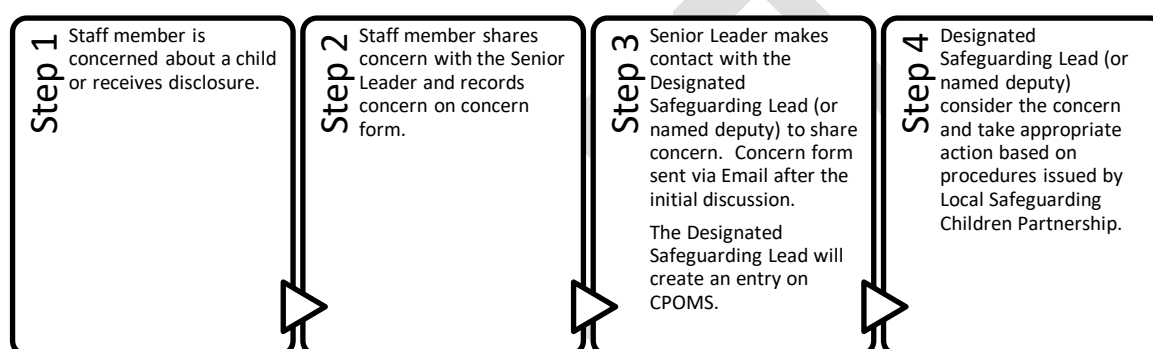 Step 1
Staff member is
concerned about a child
or receives disclosure.
Step 2
Staff member shares
concern with the Senior
Leader and records
concern on concern
form.
Step 3
Senior Leader makes
contact with the
Designated
Safeguarding Lead (or
named deputy) to share
concern. Concern form
sent via Email after the
initial discussion.
The Designated
Safeguarding Lead will
create an entry on
CPOMS.
Step 4
Designated
Safeguarding Lead (or
named deputy)
consider the concern
and take appropriate
action based on
procedures issued by
Local Safeguarding
Children Partnership.